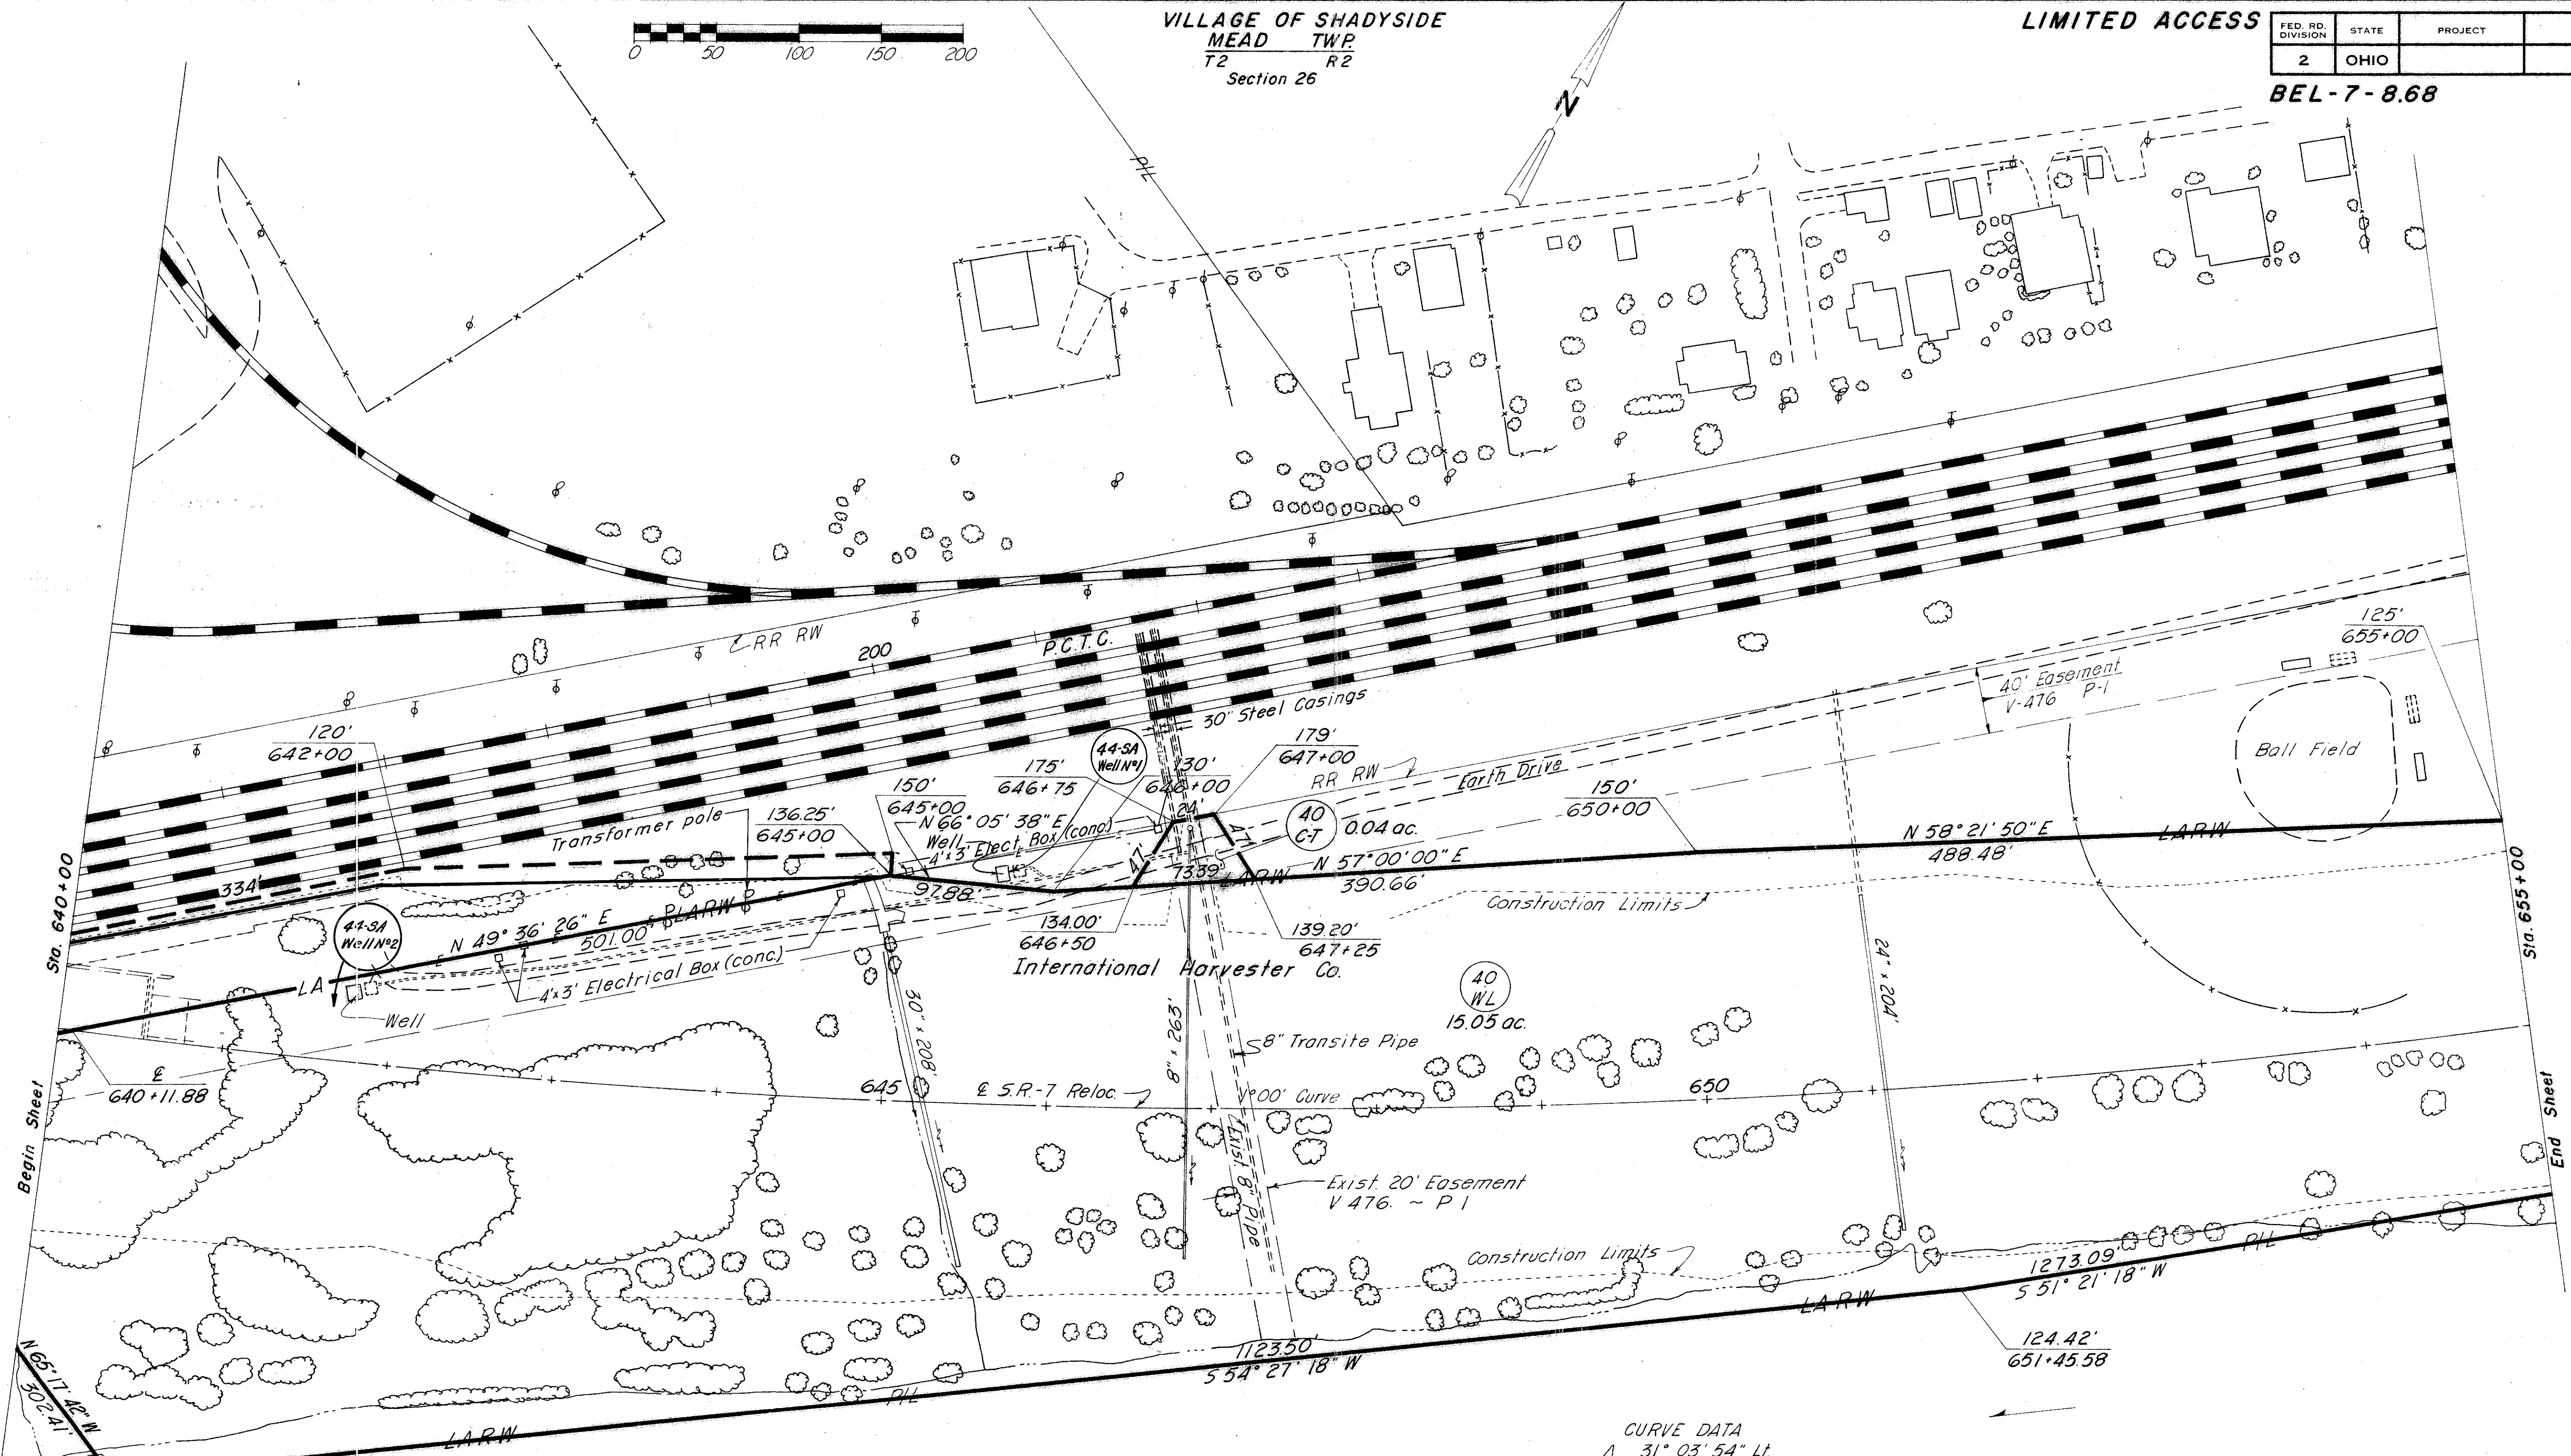 VILLAGE OF SHADYSIDE
MEAD TWP.
T2 R2
Section 26
LIMITED ACCESS
FED. RD. DIVISION STATE PROJECT
2 OHIO
BEL-7-8.68
0 50 100 150 200
N
P/L
RR RW
200
P.C.T.C.
30" Steel Casings
120'
642+00
Transformer pole
136.25'
645+00
150'
645+00
N 66° 05' 38" E
Well
4'x3' Elect. Box (conc)
175'
646+75
44-SA
Well Nº1
130'
646+00
24'
179'
647+00
RR RW
Earth Drive
40
C-T
0.04 ac.
150'
650+00
40' Easement
V-476 P-1
125'
655+00
Ball Field
N 58° 21' 50" E
488.48'
LARW
N 57° 00' 00" E
390.66'
LARW
73.39'
97.88'
334'
Sta. 640+00
44-SA
Well Nº2
N 49° 36' 26" E
501.00'
LARW
LA
4'x3' Electrical Box (conc.)
Well
134.00'
646+50
139.20'
647+25
International Harvester Co.
Construction Limits
40
WL
15.05 ac.
Sta. 655+00
30" x 208'
8" x 263'
24" x 204'
8" Transite Pipe
℄
640+11.88
645
℄ S.R.-7 Reloc.
1°00' Curve
650
Begin Sheet
End Sheet
Exist. 8" Pipe
Exist. 20' Easement
V 476. ~ P 1
Construction Limits
1273.09'
S 51° 21' 18" W
P/L
LARW
124.42'
651+45.58
1123.50'
S 54° 27' 18" W
P/L
LARW
N 65° 17' 42" W
302.41'
CURVE DATA
Δ 31° 03' 54" Lt.